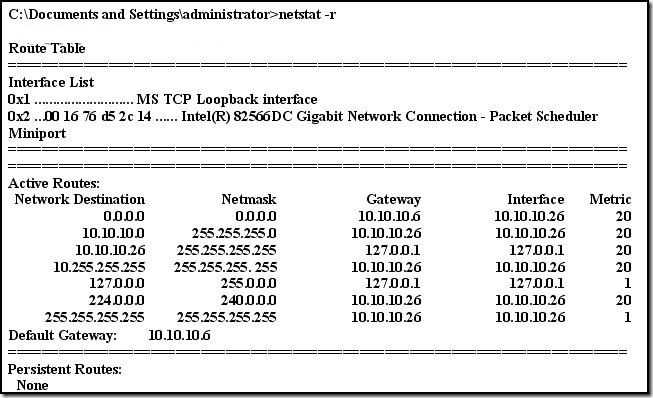 C:\Documents and Settings\administrator>netstat -r
Route Table
===========================================================================
Interface List
0x1 ........................... MS TCP Loopback interface
0x2 ...00 16 76 d5 2c 14 ...... Intel(R) 82566DC Gigabit Network Connection - Packet Scheduler
Miniport
===========================================================================
===========================================================================
Active Routes:
Network Destination Netmask Gateway Interface Metric
0.0.0.0 0.0.0.0 10.10.10.6 10.10.10.26 20
10.10.10.0 255.255.255.0 10.10.10.26 10.10.10.26 20
10.10.10.26 255.255.255.255 127.0.0.1 127.0.0.1 20
10.255.255.255 255.255.255. 255 10.10.10.26 10.10.10.26 20
127.0.0.0 255.0.0.0 127.0.0.1 127.0.0.1 1
224.0.0.0 240.0.0.0 10.10.10.26 10.10.10.26 20
255.255.255.255 255.255.255.255 10.10.10.26 10.10.10.26 1
Default Gateway: 10.10.10.6
===========================================================================
Persistent Routes:
None